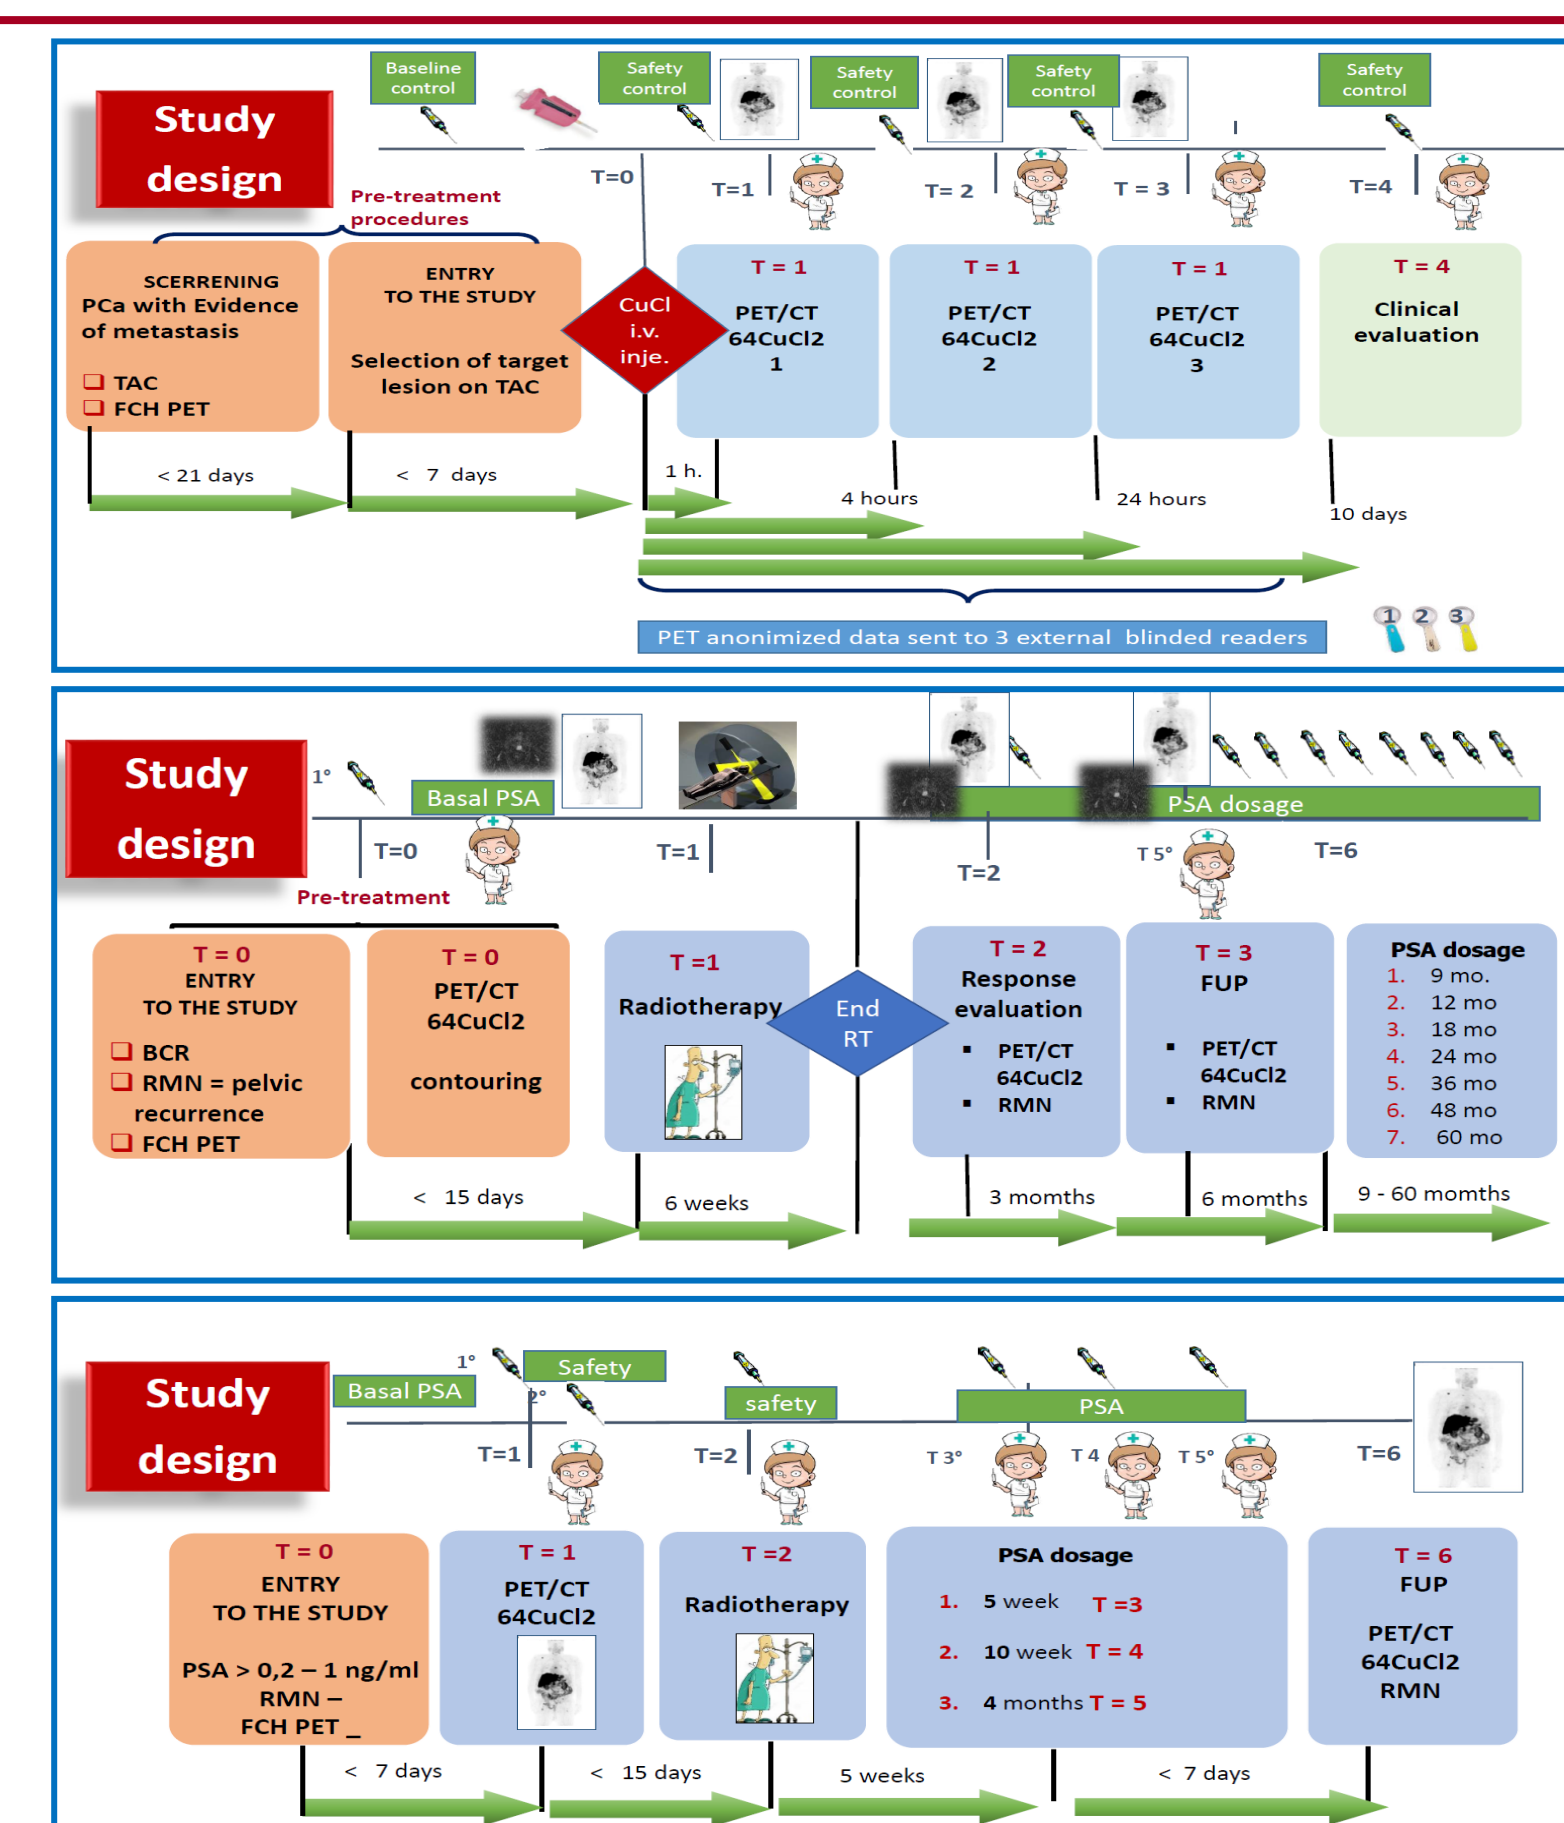 Baseline
control
Safety
control
Safety
control
Safety
control
Safety
control
Study
design
T=0
T=1
T= 2
T = 3
T=4
Pre-treatment
procedures
SCERRENING
PCa with Evidence
of metastasis
❑ TAC
❑ FCH PET
ENTRY
TO THE STUDY
Selection of target
lesion on TAC
CuCl
i.v.
inje.
T = 1
PET/CT
64CuCl2
1
T = 1
PET/CT
64CuCl2
2
T = 1
PET/CT
64CuCl2
3
T = 4
Clinical
evaluation
< 21 days
< 7 days
1 h.
4 hours
24 hours
10 days
PET anonimized data sent to 3 external blinded readers
1 2 3
Study
design
1°
Basal PSA
PSA dosage
T=0
T=1
T=2
T 5°
T=6
Pre-treatment
T = 0
ENTRY
TO THE STUDY
❑ BCR
❑ RMN = pelvic
recurrence
❑ FCH PET
T = 0
PET/CT
64CuCl2
contouring
T =1
Radiotherapy
End
RT
T = 2
Response
evaluation
▪ PET/CT
64CuCl2
▪ RMN
T = 3
FUP
▪ PET/CT
64CuCl2
▪ RMN
PSA dosage
1. 9 mo.
2. 12 mo
3. 18 mo
4. 24 mo
5. 36 mo
6. 48 mo
7. 60 mo
< 15 days
6 weeks
3 momths
6 momths
9 - 60 momths
Study
design
Basal PSA
1°
Safety
2°
safety
PSA
T=1
T=2
T 3°
T 4
T 5°
T=6
T = 0
ENTRY
TO THE STUDY
PSA > 0,2 – 1 ng/ml
RMN –
FCH PET _
T = 1
PET/CT
64CuCl2
T =2
Radiotherapy
PSA dosage
1. 5 week T =3
2. 10 week T = 4
3. 4 months T = 5
T = 6
FUP
PET/CT
64CuCl2
RMN
< 7 days
< 15 days
5 weeks
< 7 days